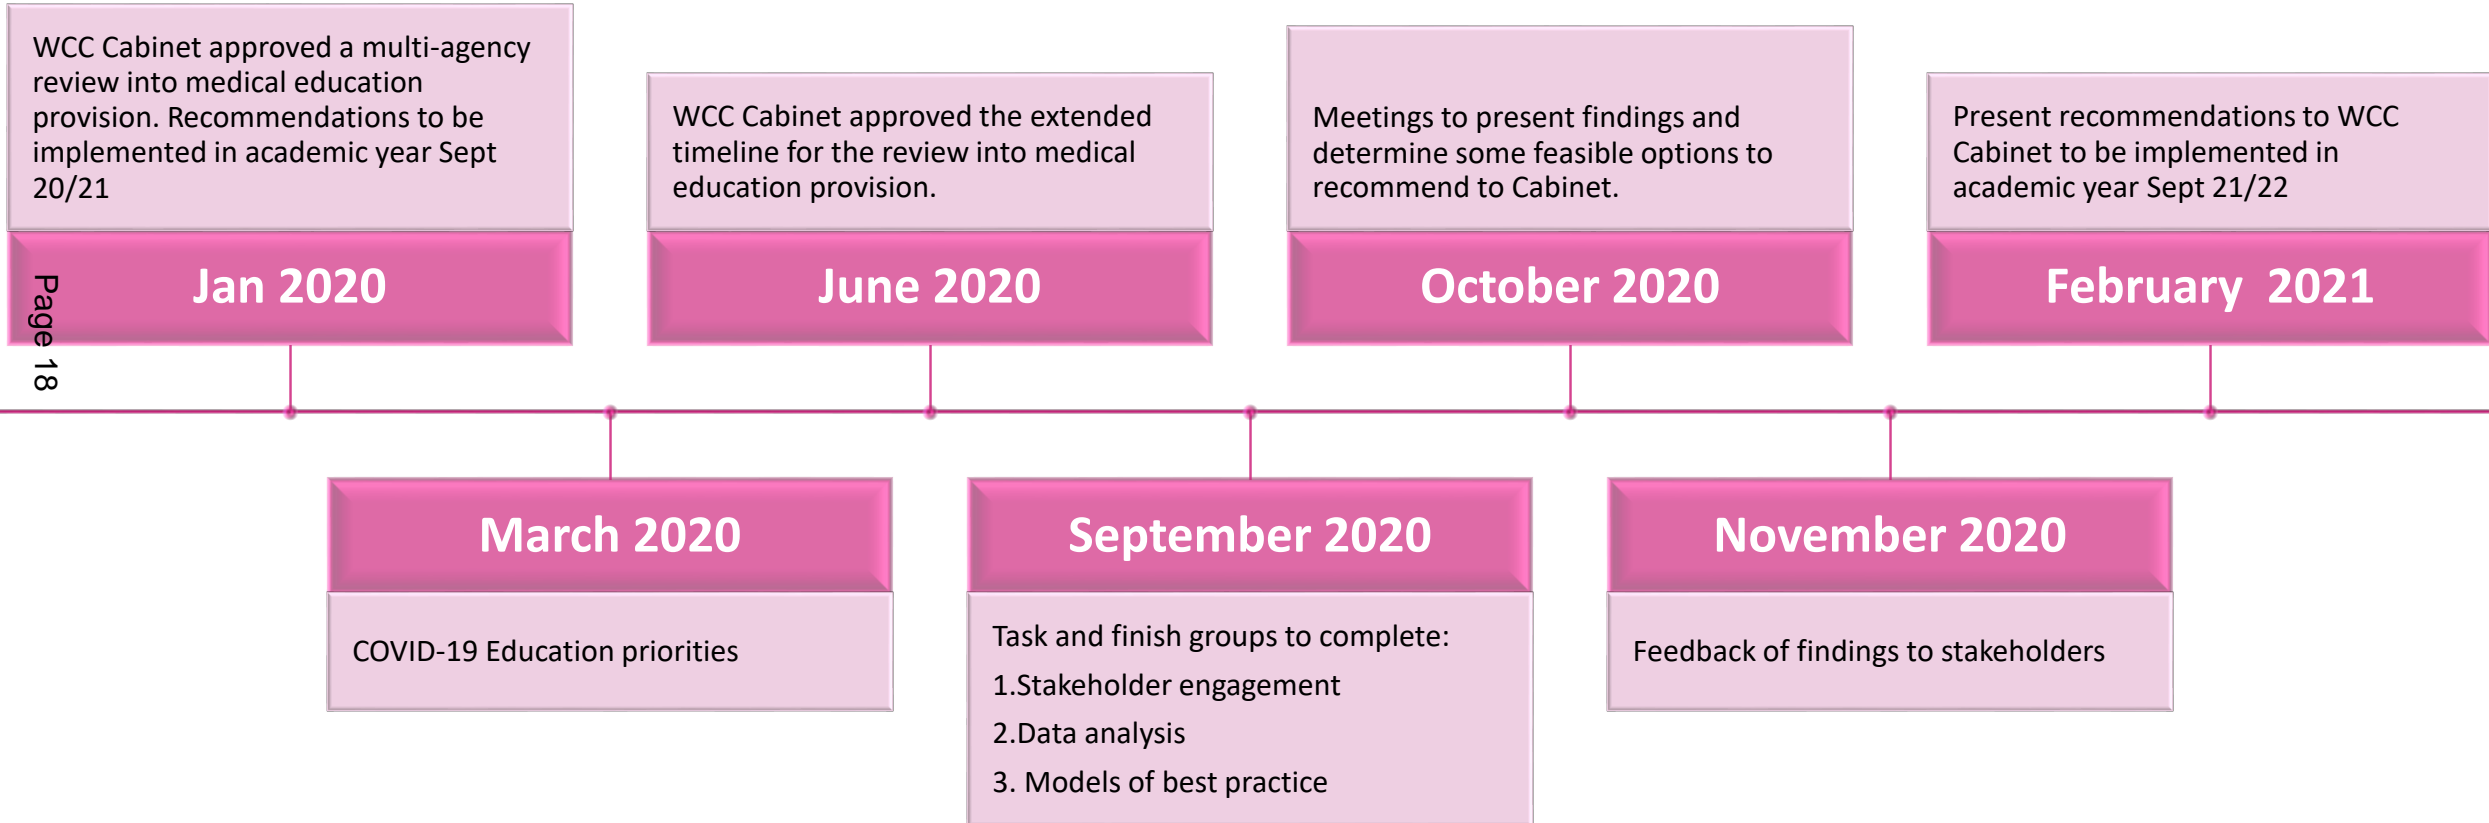 WCC Cabinet approved a multi-agency
review into medical education
provision. Recommendations to be
implemented in academic year Sept
20/21
Jan 2020
Page 18
March 2020
COVID-19 Education priorities
WCC Cabinet approved the extended
timeline for the review into medical
education provision.
June 2020
September 2020
Task and finish groups to complete:
1.Stakeholder engagement
2.Data analysis
3. Models of best practice
Meetings to present findings and
determine some feasible options to
recommend to Cabinet.
October 2020
November 2020
Feedback of findings to stakeholders
Present recommendations to WCC
Cabinet to be implemented in
academic year Sept 21/22
February  2021